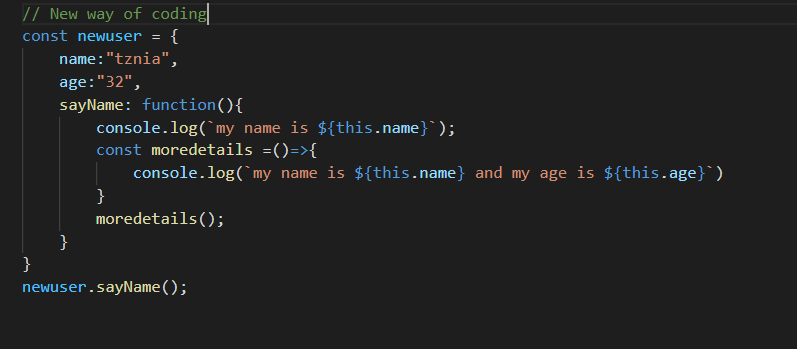 // New way of coding
const newuser = {
    name:"tznia",
    age:"32",
    sayName: function(){
        console.log(`my name is ${this.name}`);
        const moredetails =()=>{
            console.log(`my name is ${this.name} and my age is ${this.age}`)
        }
        moredetails();
    }
}
newuser.sayName();